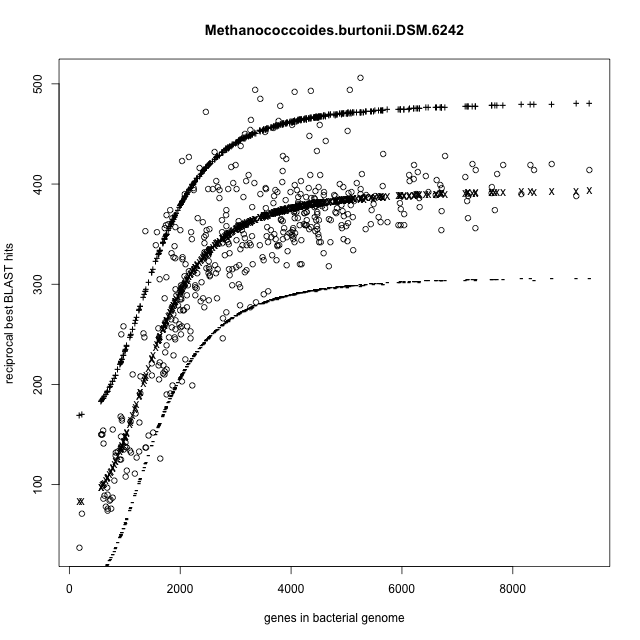 Methanococcoides.burtonii.DSM.6242
500
400
300
200
100
reciprocal best BLAST hits
0 2000 4000 6000 8000
genes in bacterial genome